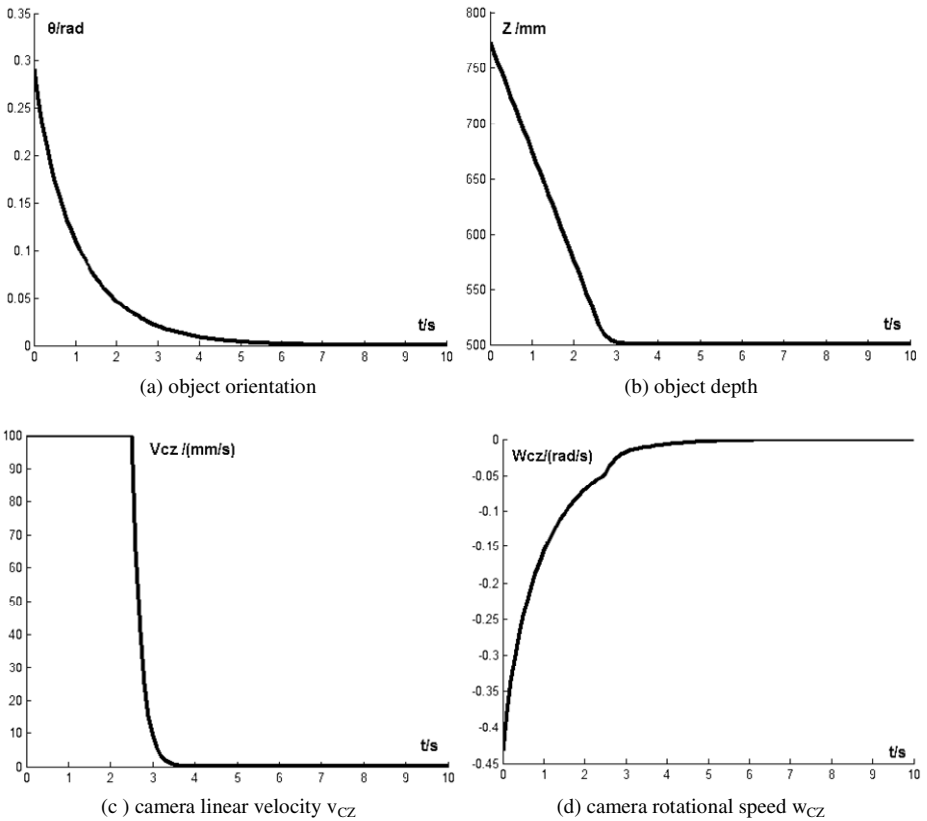 θ/rad
0.35
0.3
0.25
0.2
0.15
0.1
0.05
0
0 1 2 3 4 5 6 7 8 9 10
t/s
(a) object orientation
Z /mm
800
750
700
650
600
550
500
0 1 2 3 4 5 6 7 8 9 10
t/s
(b) object depth
Vcz /(mm/s)
100
90
80
70
60
50
40
30
20
10
0
0 1 2 3 4 5 6 7 8 9 10
t/s
(c ) camera linear velocity vCZ
Wcz/(rad/s)
0
-0.05
-0.1
-0.15
-0.2
-0.25
-0.3
-0.35
-0.4
-0.45
0 1 2 3 4 5 6 7 8 9 10
t/s
(d) camera rotational speed wCZ